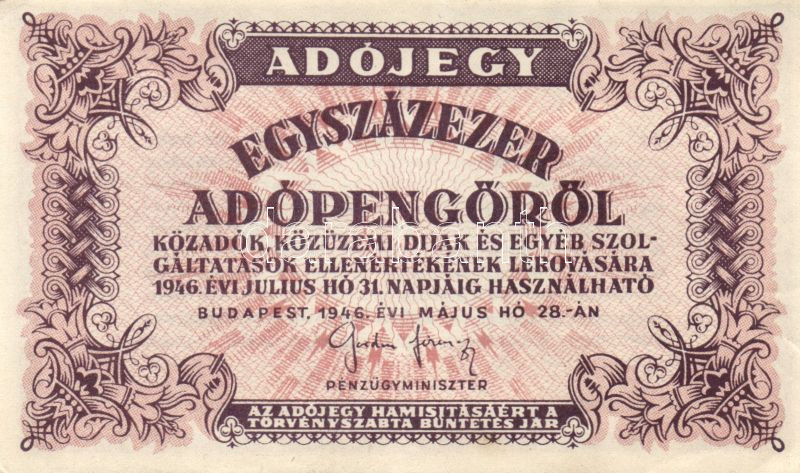 ADÓJEGY
EGYSZÁZEZER
ADÓPENGŐRŐL
KÖZADÓK, KÖZÜZEMI DIJAK ÉS EGYÉB SZOL-
GÁLTATÁSOK ELLENÉRTÉKÉNEK LEROVÁSÁRA
1946. ÉVI JULIUS HÓ 31. NAPJÁIG HASZNÁLHATÓ
BUDAPEST, 1946. ÉVI MÁJUS HÓ 28.-ÁN
PÉNZÜGYMINISZTER
AZ ADÓJEGY HAMISITÁSÁÉRT A
TÖRVÉNYSZABTA BÜNTETÉS JÁR